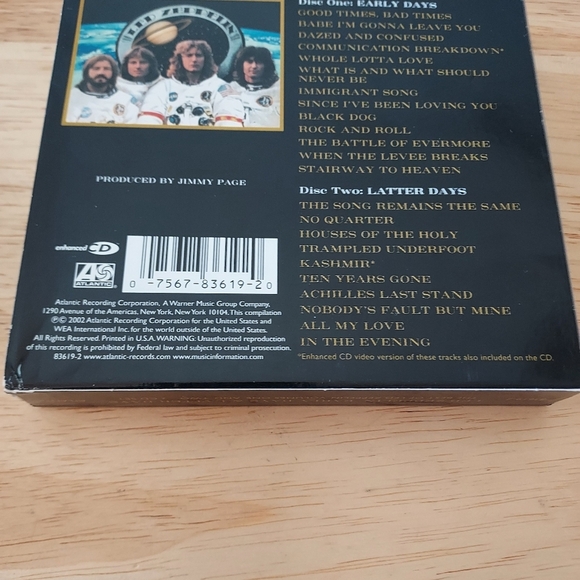 LED ZEPPELIN
PRODUCED BY JIMMY PAGE
enhanced CD
ATLANTIC
0 -7567-83619-2 0
Atlantic Recording Corporation, A Warner Music Group Company,
1290 Avenue of the Americas, New York, New York 10104. This compilation
℗© 2002 Atlantic Recording Corporation for the United States and
WEA International Inc. for the world outside of the United States.
All Rights Reserved. Printed in U.S.A. WARNING: Unauthorized reproduction
of this recording is prohibited by Federal law and subject to criminal prosecution.
83619-2 www.atlantic-records.com www.musicinformation.com
Disc One: EARLY DAYS
GOOD TIMES, BAD TIMES
BABE I'M GONNA LEAVE YOU
DAZED AND CONFUSED
COMMUNICATION BREAKDOWN*
WHOLE LOTTA LOVE
WHAT IS AND WHAT SHOULD
NEVER BE
IMMIGRANT SONG
SINCE I'VE BEEN LOVING YOU
BLACK DOG
ROCK AND ROLL
THE BATTLE OF EVERMORE
WHEN THE LEVEE BREAKS
STAIRWAY TO HEAVEN
Disc Two: LATTER DAYS
THE SONG REMAINS THE SAME
NO QUARTER
HOUSES OF THE HOLY
TRAMPLED UNDERFOOT
KASHMIR*
TEN YEARS GONE
ACHILLES LAST STAND
NOBODY'S FAULT BUT MINE
ALL MY LOVE
IN THE EVENING
*Enhanced CD video version of these tracks also included on the CD.